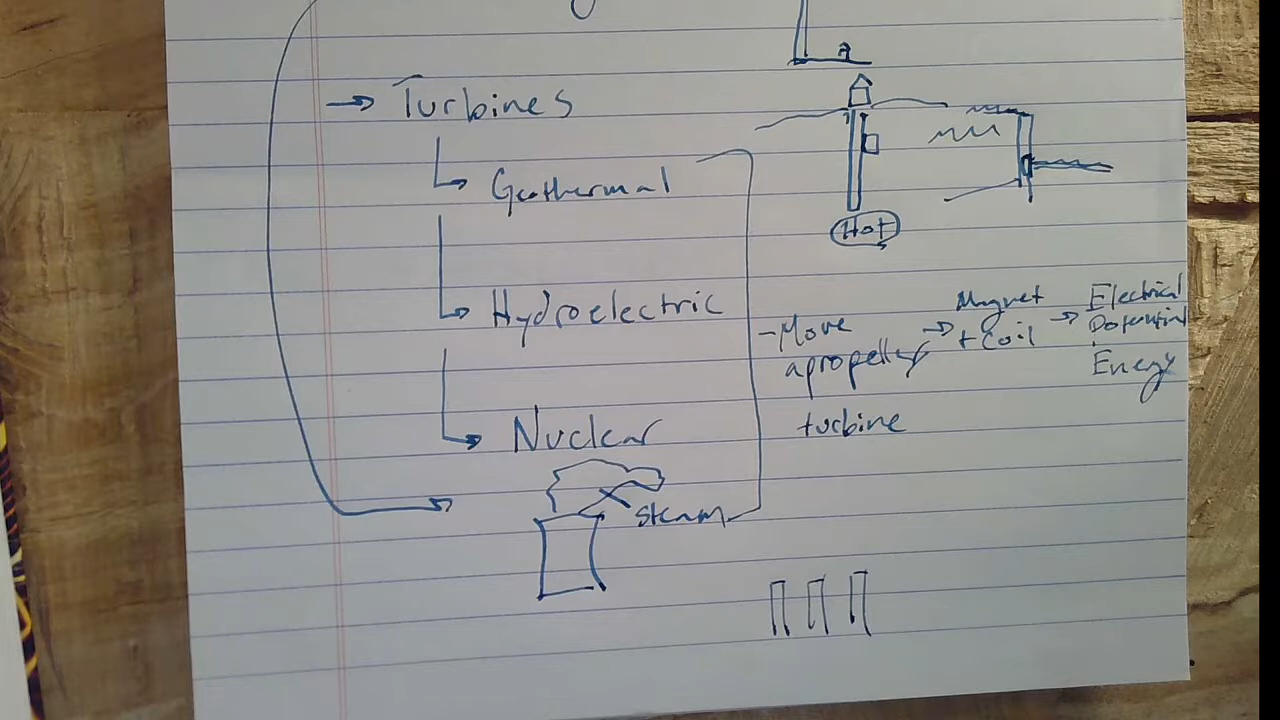 → Turbines
Geothermal
Hot
Hydroelectric
- Move
a propeller
turbine
→ Magnet
+ Coil
→ Electrical
Potential
Energy
Nuclear
steam